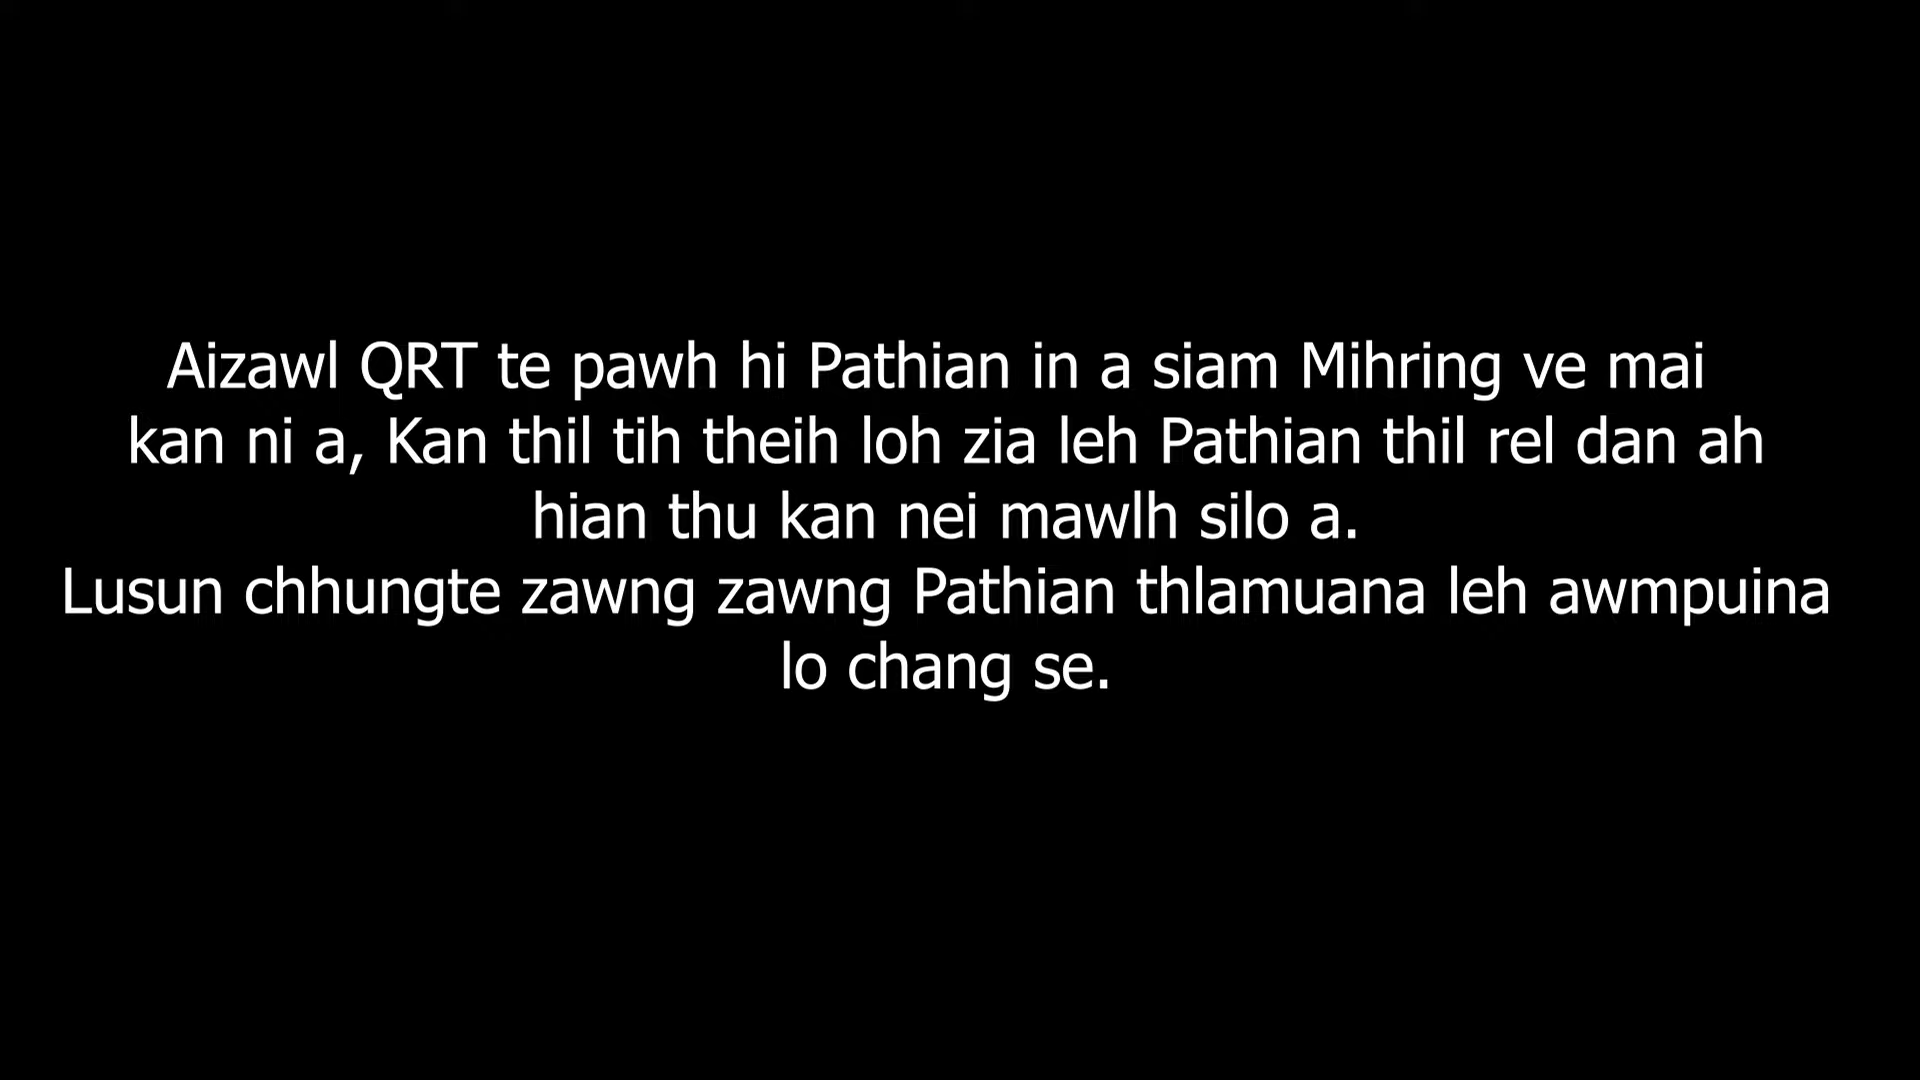 Aizawl QRT te pawh hi Pathian in a siam Mihring ve mai
kan ni a, Kan thil tih theih loh zia leh Pathian thil rel dan ah
hian thu kan nei mawlh silo a.
Lusun chhungte zawng zawng Pathian thlamuana leh awmpuina
lo chang se.